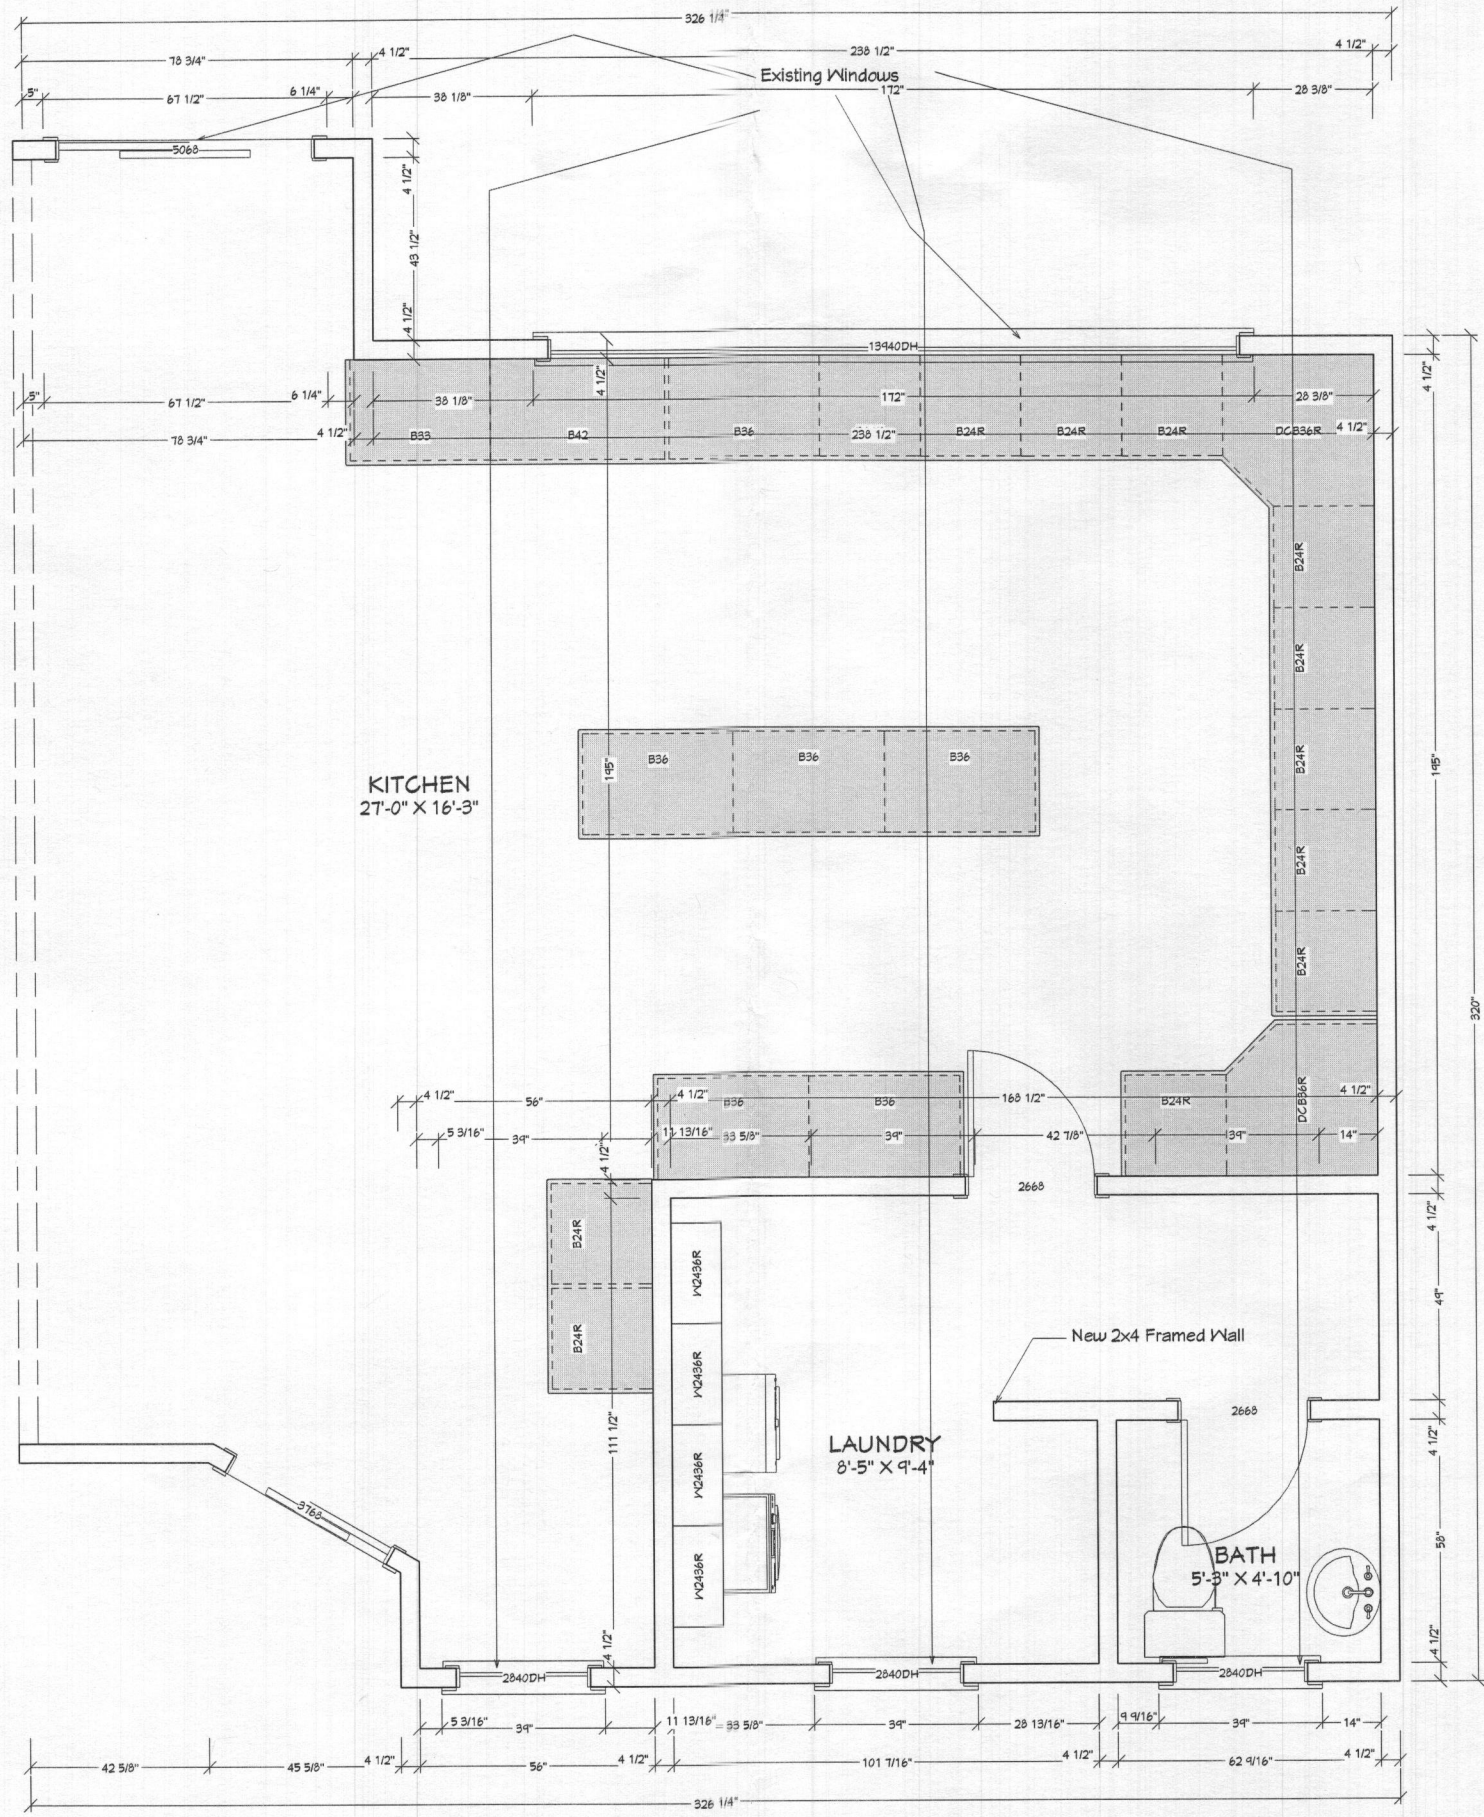 326 1/4"
78 3/4"
4 1/2"
238 1/2"
4 1/2"
Existing Windows
5"
67 1/2"
6 1/4"
38 1/8"
172"
28 3/8"
5068
4 1/2"
43 1/2"
4 1/2"
13940DH
4 1/2"
4 1/2"
5"
67 1/2"
6 1/4"
38 1/8"
172"
28 3/8"
78 3/4"
4 1/2"
B33
B42
B36
238 1/2"
B24R
B24R
B24R
DCB36R
4 1/2"
B24R
B24R
B24R
B24R
B24R
B36
B36
B36
195"
195"
KITCHEN
27'-0" X 16'-3"
320"
4 1/2"
56"
4 1/2"
B36
B36
168 1/2"
B24R
DCB36R
4 1/2"
5 3/16"
39"
11 13/16"
33 5/8"
39"
42 7/8"
39"
14"
4 1/2"
2668
4 1/2"
B24R
B24R
W2436R
W2436R
W2436R
W2436R
49"
New 2x4 Framed Wall
2668
111 1/2"
LAUNDRY
8'-5" X 9'-4"
4 1/2"
3768
BATH
5'-3" X 4'-10"
58"
4 1/2"
4 1/2"
2840DH
2840DH
2840DH
5 3/16"
39"
11 13/16"
33 5/8"
39"
28 13/16"
9 9/16"
39"
14"
42 5/8"
45 5/8"
4 1/2"
56"
4 1/2"
101 7/16"
4 1/2"
62 9/16"
4 1/2"
326 1/4"